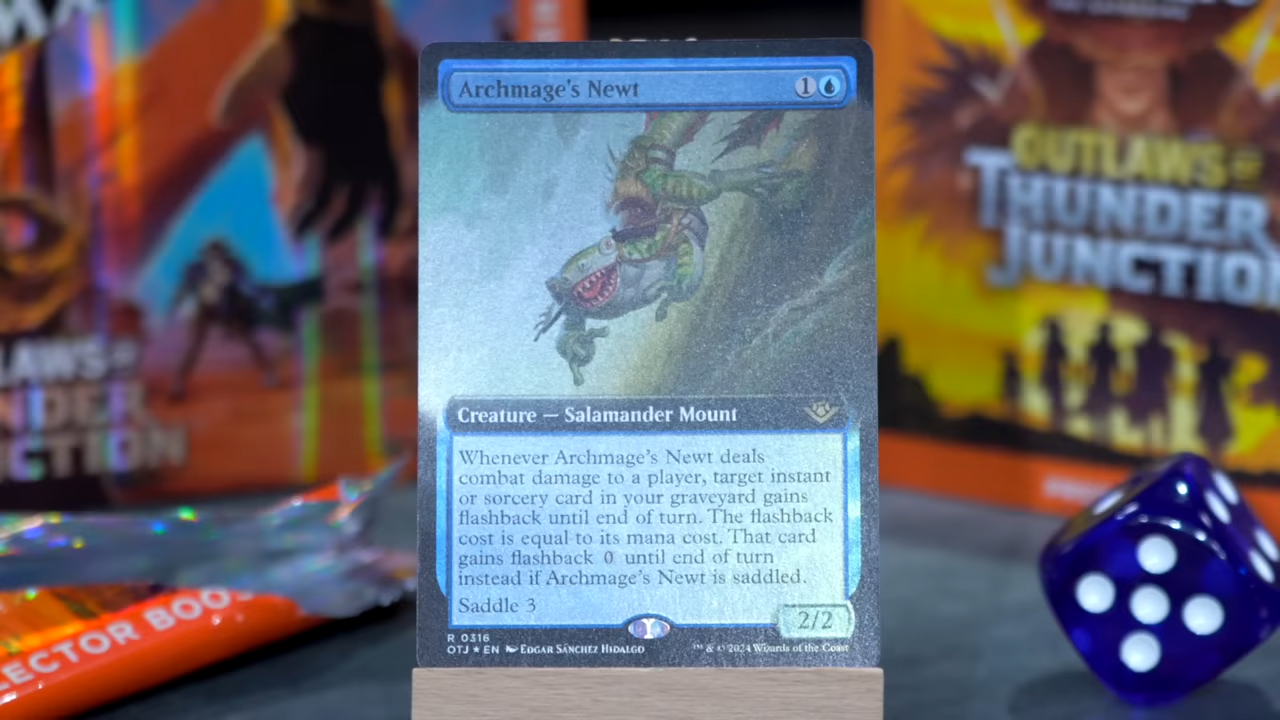 Archmage's Newt 1
Creature — Salamander Mount
Whenever Archmage's Newt deals
combat damage to a player, target instant
or sorcery card in your graveyard gains
flashback until end of turn. The flashback
cost is equal to its mana cost. That card
gains flashback 0 until end of turn
instead if Archmage's Newt is saddled.
Saddle 3
2/2
R 0316
OTJ ★ EN EDGAR SÁNCHEZ HIDALGO
™ & © 2024 Wizards of the Coast
OUTLAWS OF
THUNDER
JUNCTION
LAWS OF
NDER
CTION
LECTOR BOOS